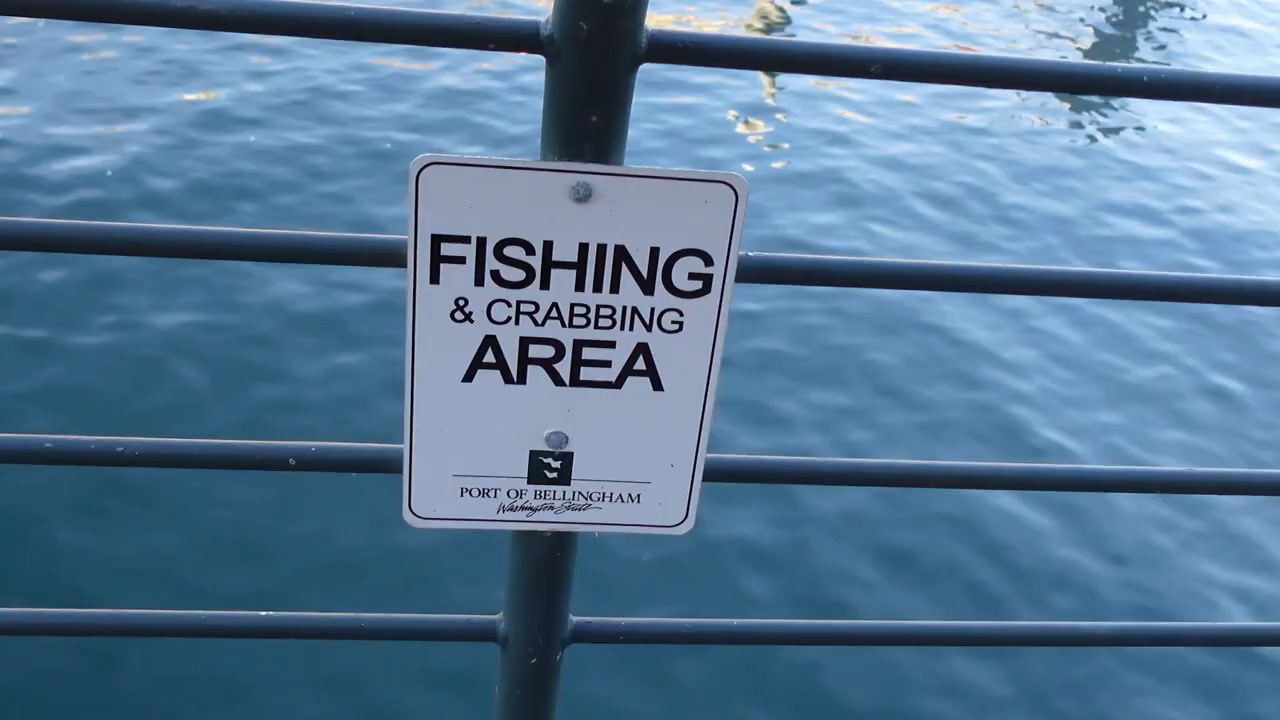 FISHING
& CRABBING
AREA
PORT OF BELLINGHAM
Washington State